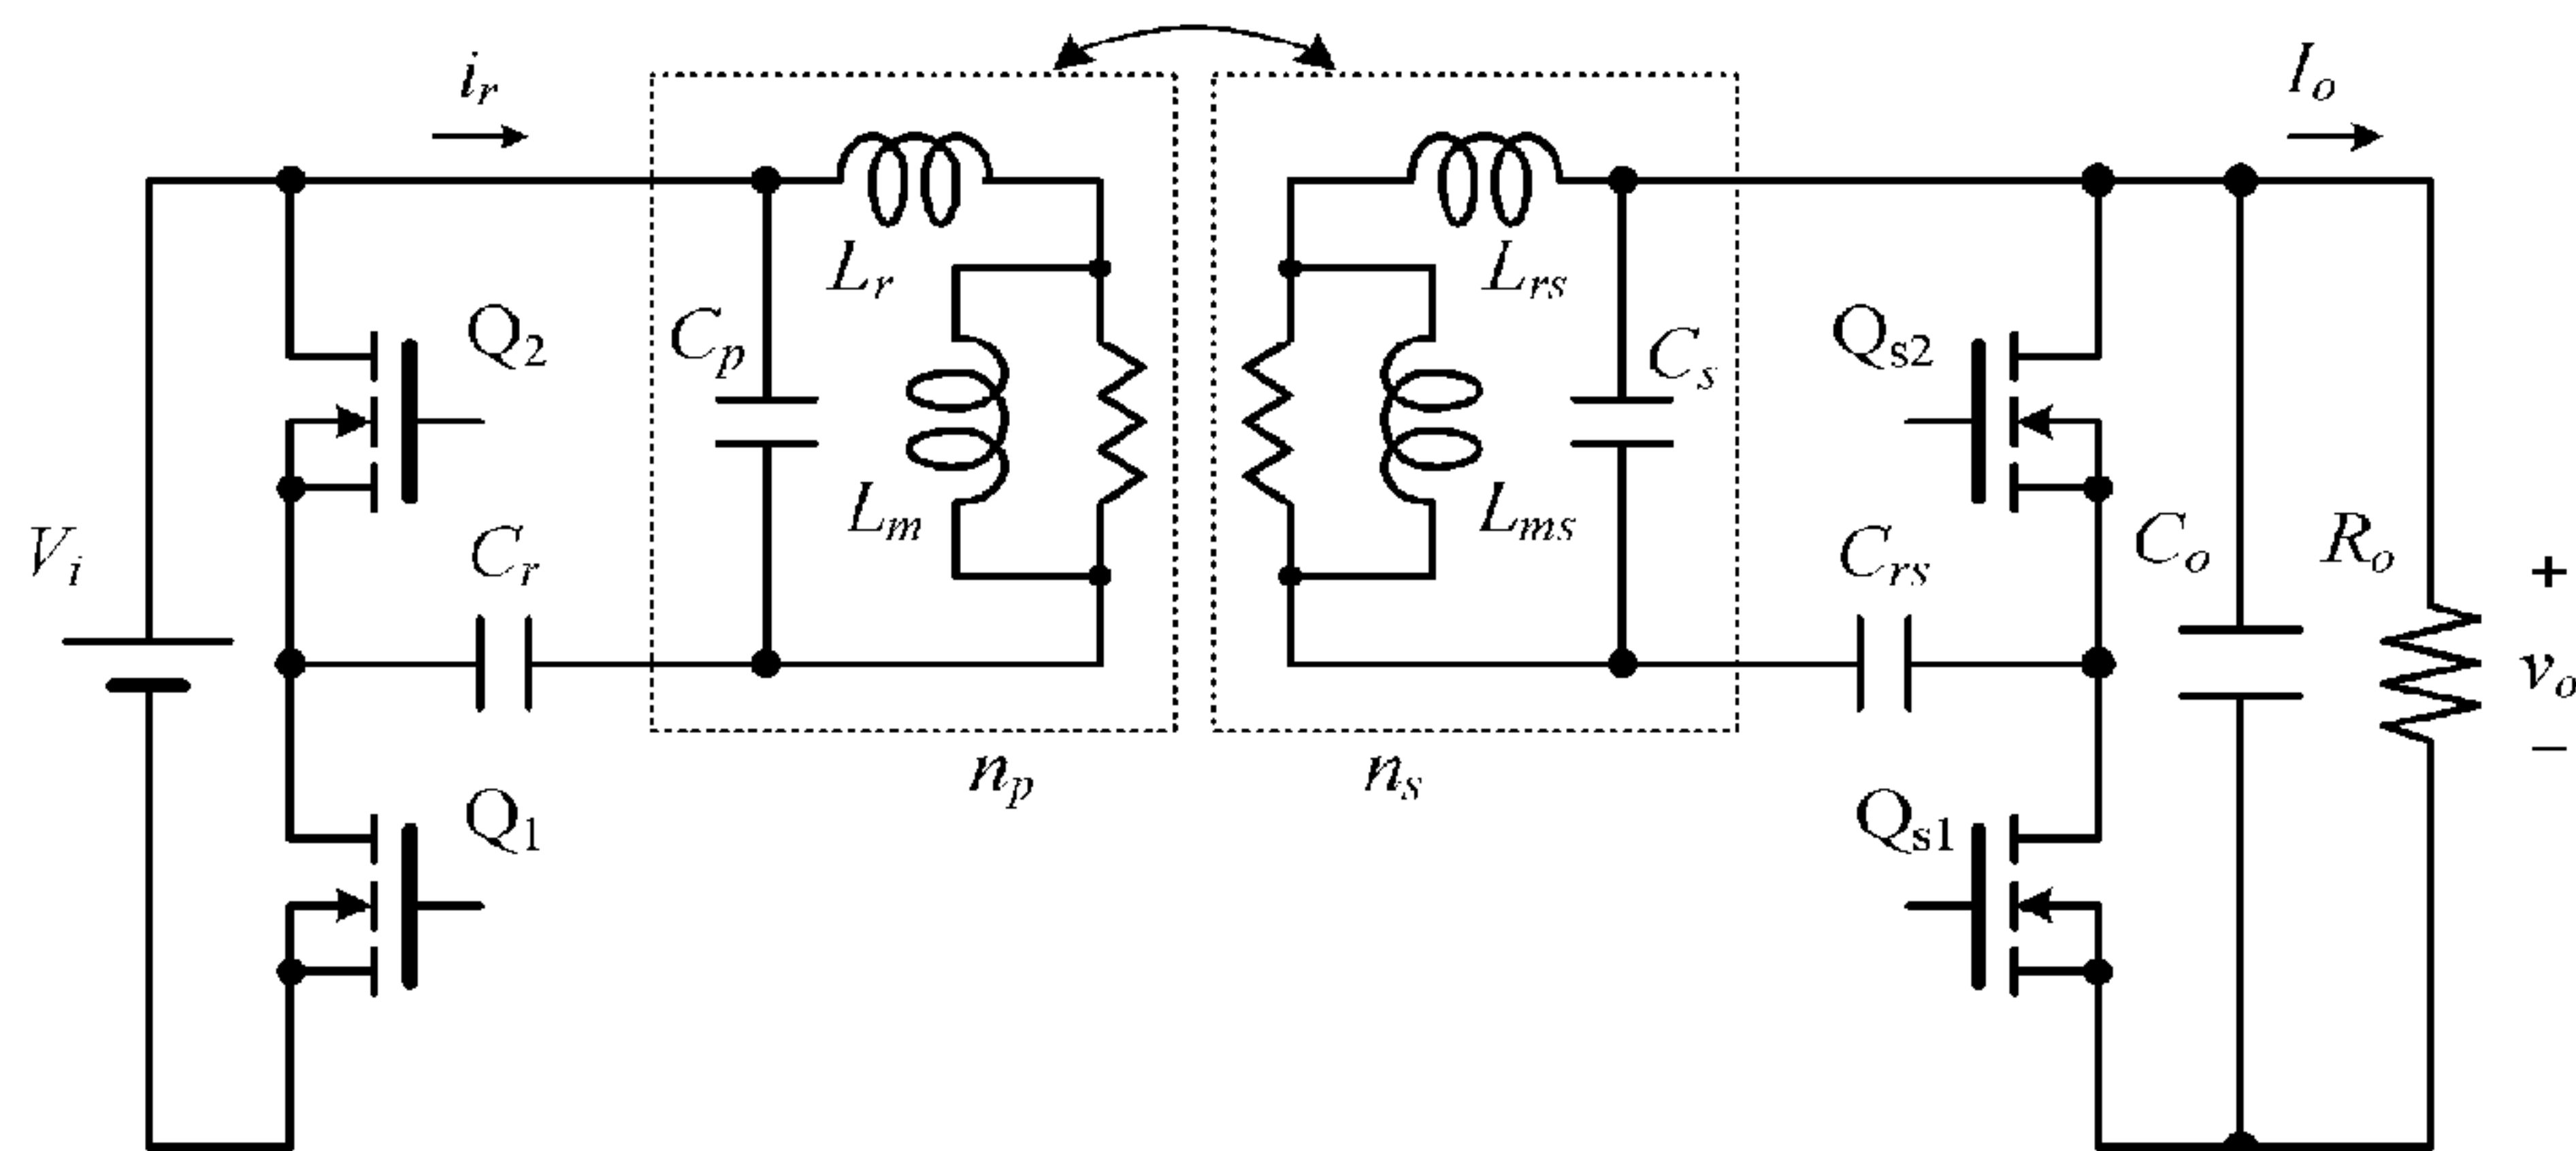 i_r
I_o
L_r
L_rs
C_p
C_s
Q_2
Q_s2
L_m
L_ms
V_i
C_r
C_rs
C_o
R_o
+
v_o
−
n_p
n_s
Q_1
Q_s1